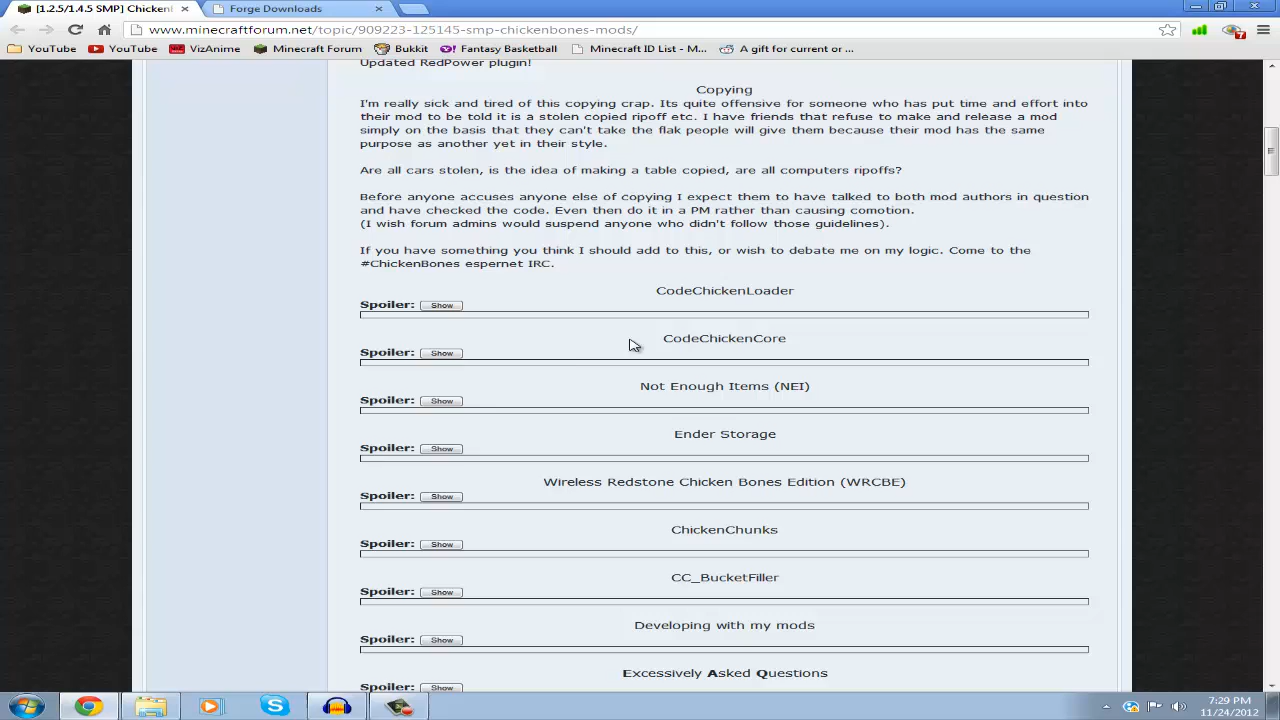 [1.2.5/1.4.5 SMP] ChickenI
Forge Downloads
www.minecraftforum.net/topic/909223-125145-smp-chickenbones-mods/
YouTube
YouTube
VizAnime
Minecraft Forum
Bukkit
Fantasy Basketball
Minecraft ID List - M...
A gift for current or ...
7
Updated RedPower plugin!
Copying
I'm really sick and tired of this copying crap. Its quite offensive for someone who has put time and effort into
their mod to be told it is a stolen copied ripoff etc. I have friends that refuse to make and release a mod
simply on the basis that they can't take the flak people will give them because their mod has the same
purpose as another yet in their style.
Are all cars stolen, is the idea of making a table copied, are all computers ripoffs?
Before anyone accuses anyone else of copying I expect them to have talked to both mod authors in question
and have checked the code. Even then do it in a PM rather than causing comotion.
(I wish forum admins would suspend anyone who didn't follow those guidelines).
If you have something you think I should add to this, or wish to debate me on my logic. Come to the
#ChickenBones espernet IRC.
CodeChickenLoader
Spoiler: Show
CodeChickenCore
Spoiler: Show
Not Enough Items (NEI)
Spoiler: Show
Ender Storage
Spoiler: Show
Wireless Redstone Chicken Bones Edition (WRCBE)
Spoiler: Show
ChickenChunks
Spoiler: Show
CC_BucketFiller
Spoiler: Show
Developing with my mods
Spoiler: Show
Excessively Asked Questions
Spoiler: Show
7:29 PM
11/24/2012